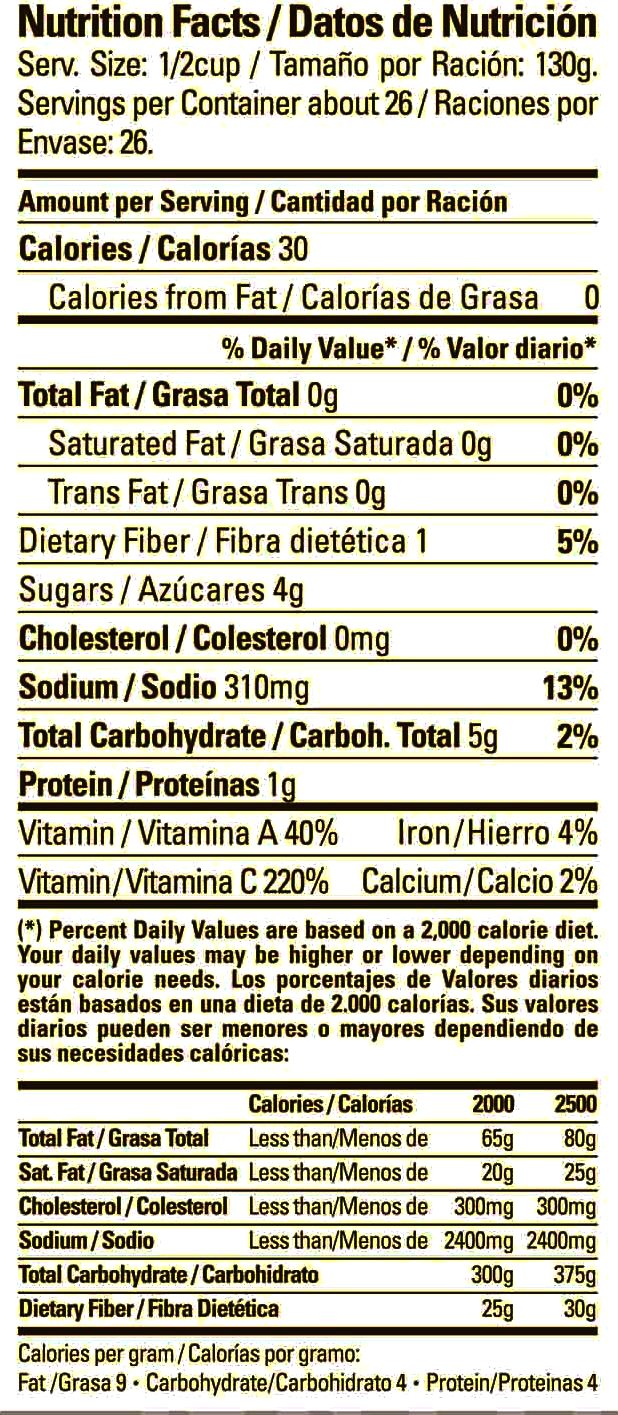 Nutrition Facts / Datos de Nutrición
Serv. Size: 1/2cup / Tamaño por Ración: 130g.
Servings per Container about 26 / Raciones por
Envase: 26.
Amount per Serving / Cantidad por Ración
Calories / Calorías 30
Calories from Fat / Calorías de Grasa 0
% Daily Value* / % Valor diario*
Total Fat / Grasa Total 0g 0%
Saturated Fat / Grasa Saturada 0g 0%
Trans Fat / Grasa Trans 0g 0%
Dietary Fiber / Fibra dietética 1 5%
Sugars / Azúcares 4g
Cholesterol / Colesterol 0mg 0%
Sodium / Sodio 310mg 13%
Total Carbohydrate / Carboh. Total 5g 2%
Protein / Proteínas 1g
Vitamin / Vitamina A 40% Iron/Hierro 4%
Vitamin/Vitamina C 220% Calcium/Calcio 2%
(*) Percent Daily Values are based on a 2,000 calorie diet.
Your daily values may be higher or lower depending on
your calorie needs. Los porcentajes de Valores diarios
están basados en una dieta de 2.000 calorías. Sus valores
diarios pueden ser menores o mayores dependiendo de
sus necesidades calóricas:
Calories / Calorías 2000 2500
Total Fat / Grasa Total Less than/Menos de 65g 80g
Sat. Fat / Grasa Saturada Less than/Menos de 20g 25g
Cholesterol / Colesterol Less than/Menos de 300mg 300mg
Sodium / Sodio Less than/Menos de 2400mg 2400mg
Total Carbohydrate / Carbohidrato 300g 375g
Dietary Fiber / Fibra Dietética 25g 30g
Calories per gram / Calorías por gramo:
Fat /Grasa 9 • Carbohydrate/Carbohidrato 4 • Protein/Proteinas 4